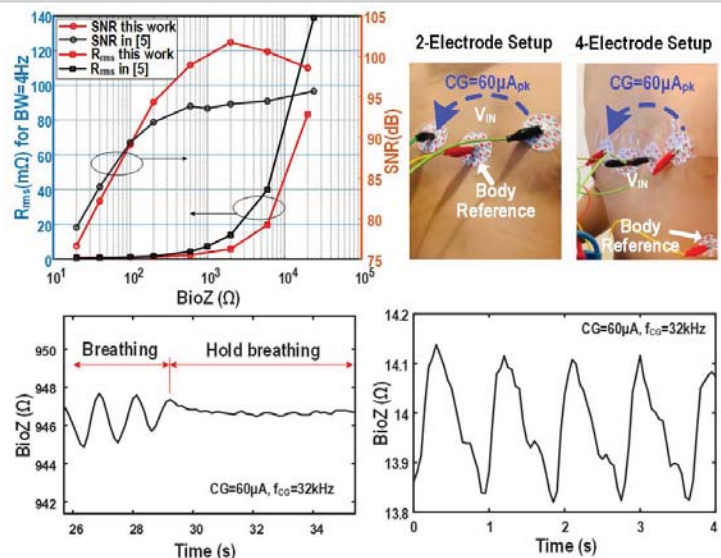 SNR this work
SNR in [5]
Rrms this work
Rrms in [5]
Rrms(mΩ) for BW=4Hz
140
120
100
80
60
40
20
0
105
100
95
90
85
80
75
SNR(dB)
10¹ 10² 10³ 10⁴ 10⁵
BioZ (Ω)
2-Electrode Setup
CG=60µApk
VIN
Body
Reference
4-Electrode Setup
CG=60µApk
VIN
Body
Reference
BioZ (Ω)
950
948
946
944
942
Breathing
Hold breathing
CG=60µA, fCG=32kHz
26 28 30 32 34
Time (s)
BioZ (Ω)
14.2
14.1
14
13.9
13.8
CG=60µA, fCG=32kHz
0 1 2 3 4
Time (s)